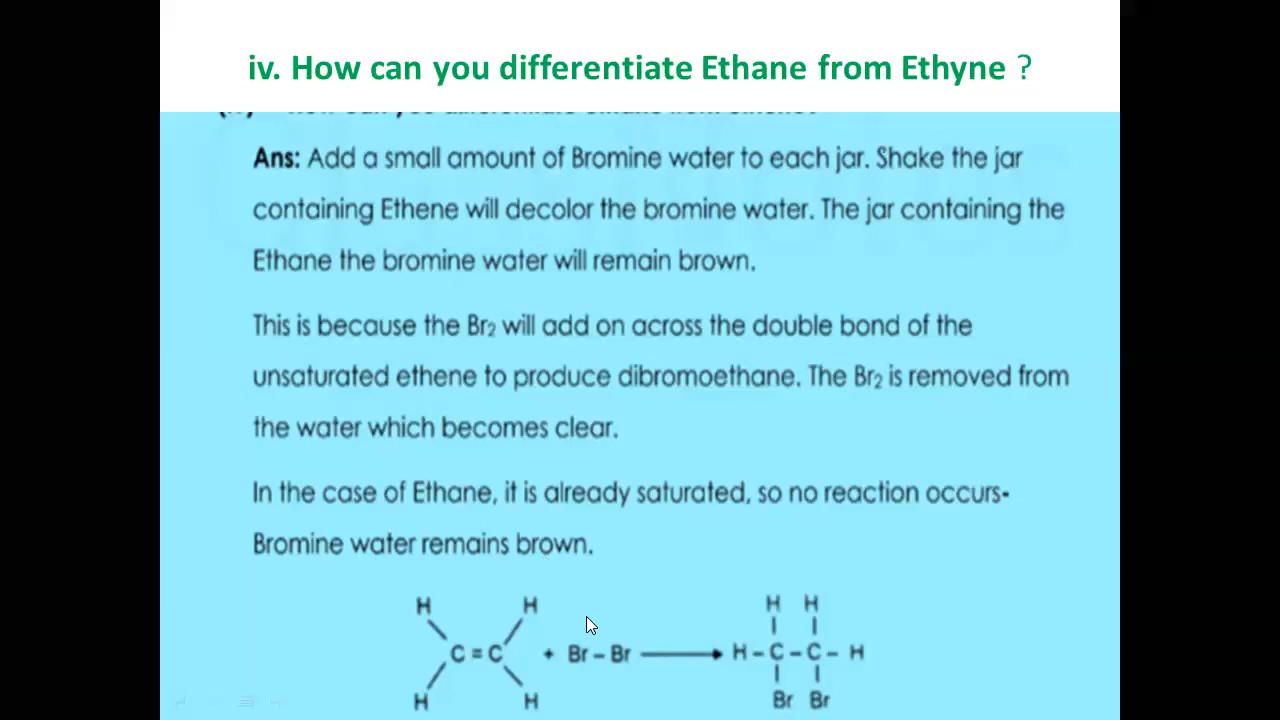 iv. How can you differentiate Ethane from Ethyne ?
Ans: Add a small amount of Bromine water to each jar. Shake the jar
containing Ethene will decolor the bromine water. The jar containing the
Ethane the bromine water will remain brown.
This is because the Br₂ will add on across the double bond of the
unsaturated ethene to produce dibromoethane. The Br₂ is removed from
the water which becomes clear.
In the case of Ethane, it is already saturated, so no reaction occurs-
Bromine water remains brown.
H H H H
C = C + Br – Br H – C – C – H
H H Br Br